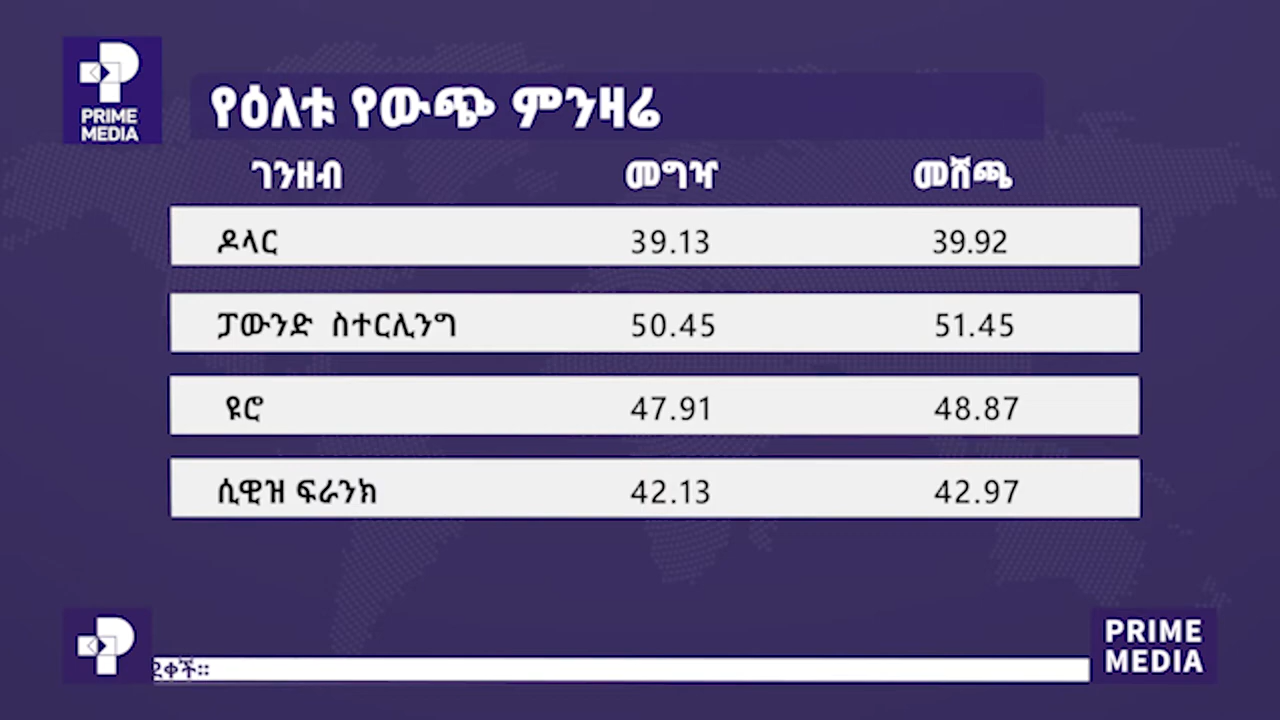 PRIME
MEDIA
የዕለቱ የውጭ ምንዛሬ
ገንዘብ መግዣ መሸጫ
ዶላር 39.13 39.92
ፓውንድ ስተርሊንግ 50.45 51.45
ዩሮ 47.91 48.87
ሲዊዝ ፍራንክ 42.13 42.97
PRIME
MEDIA